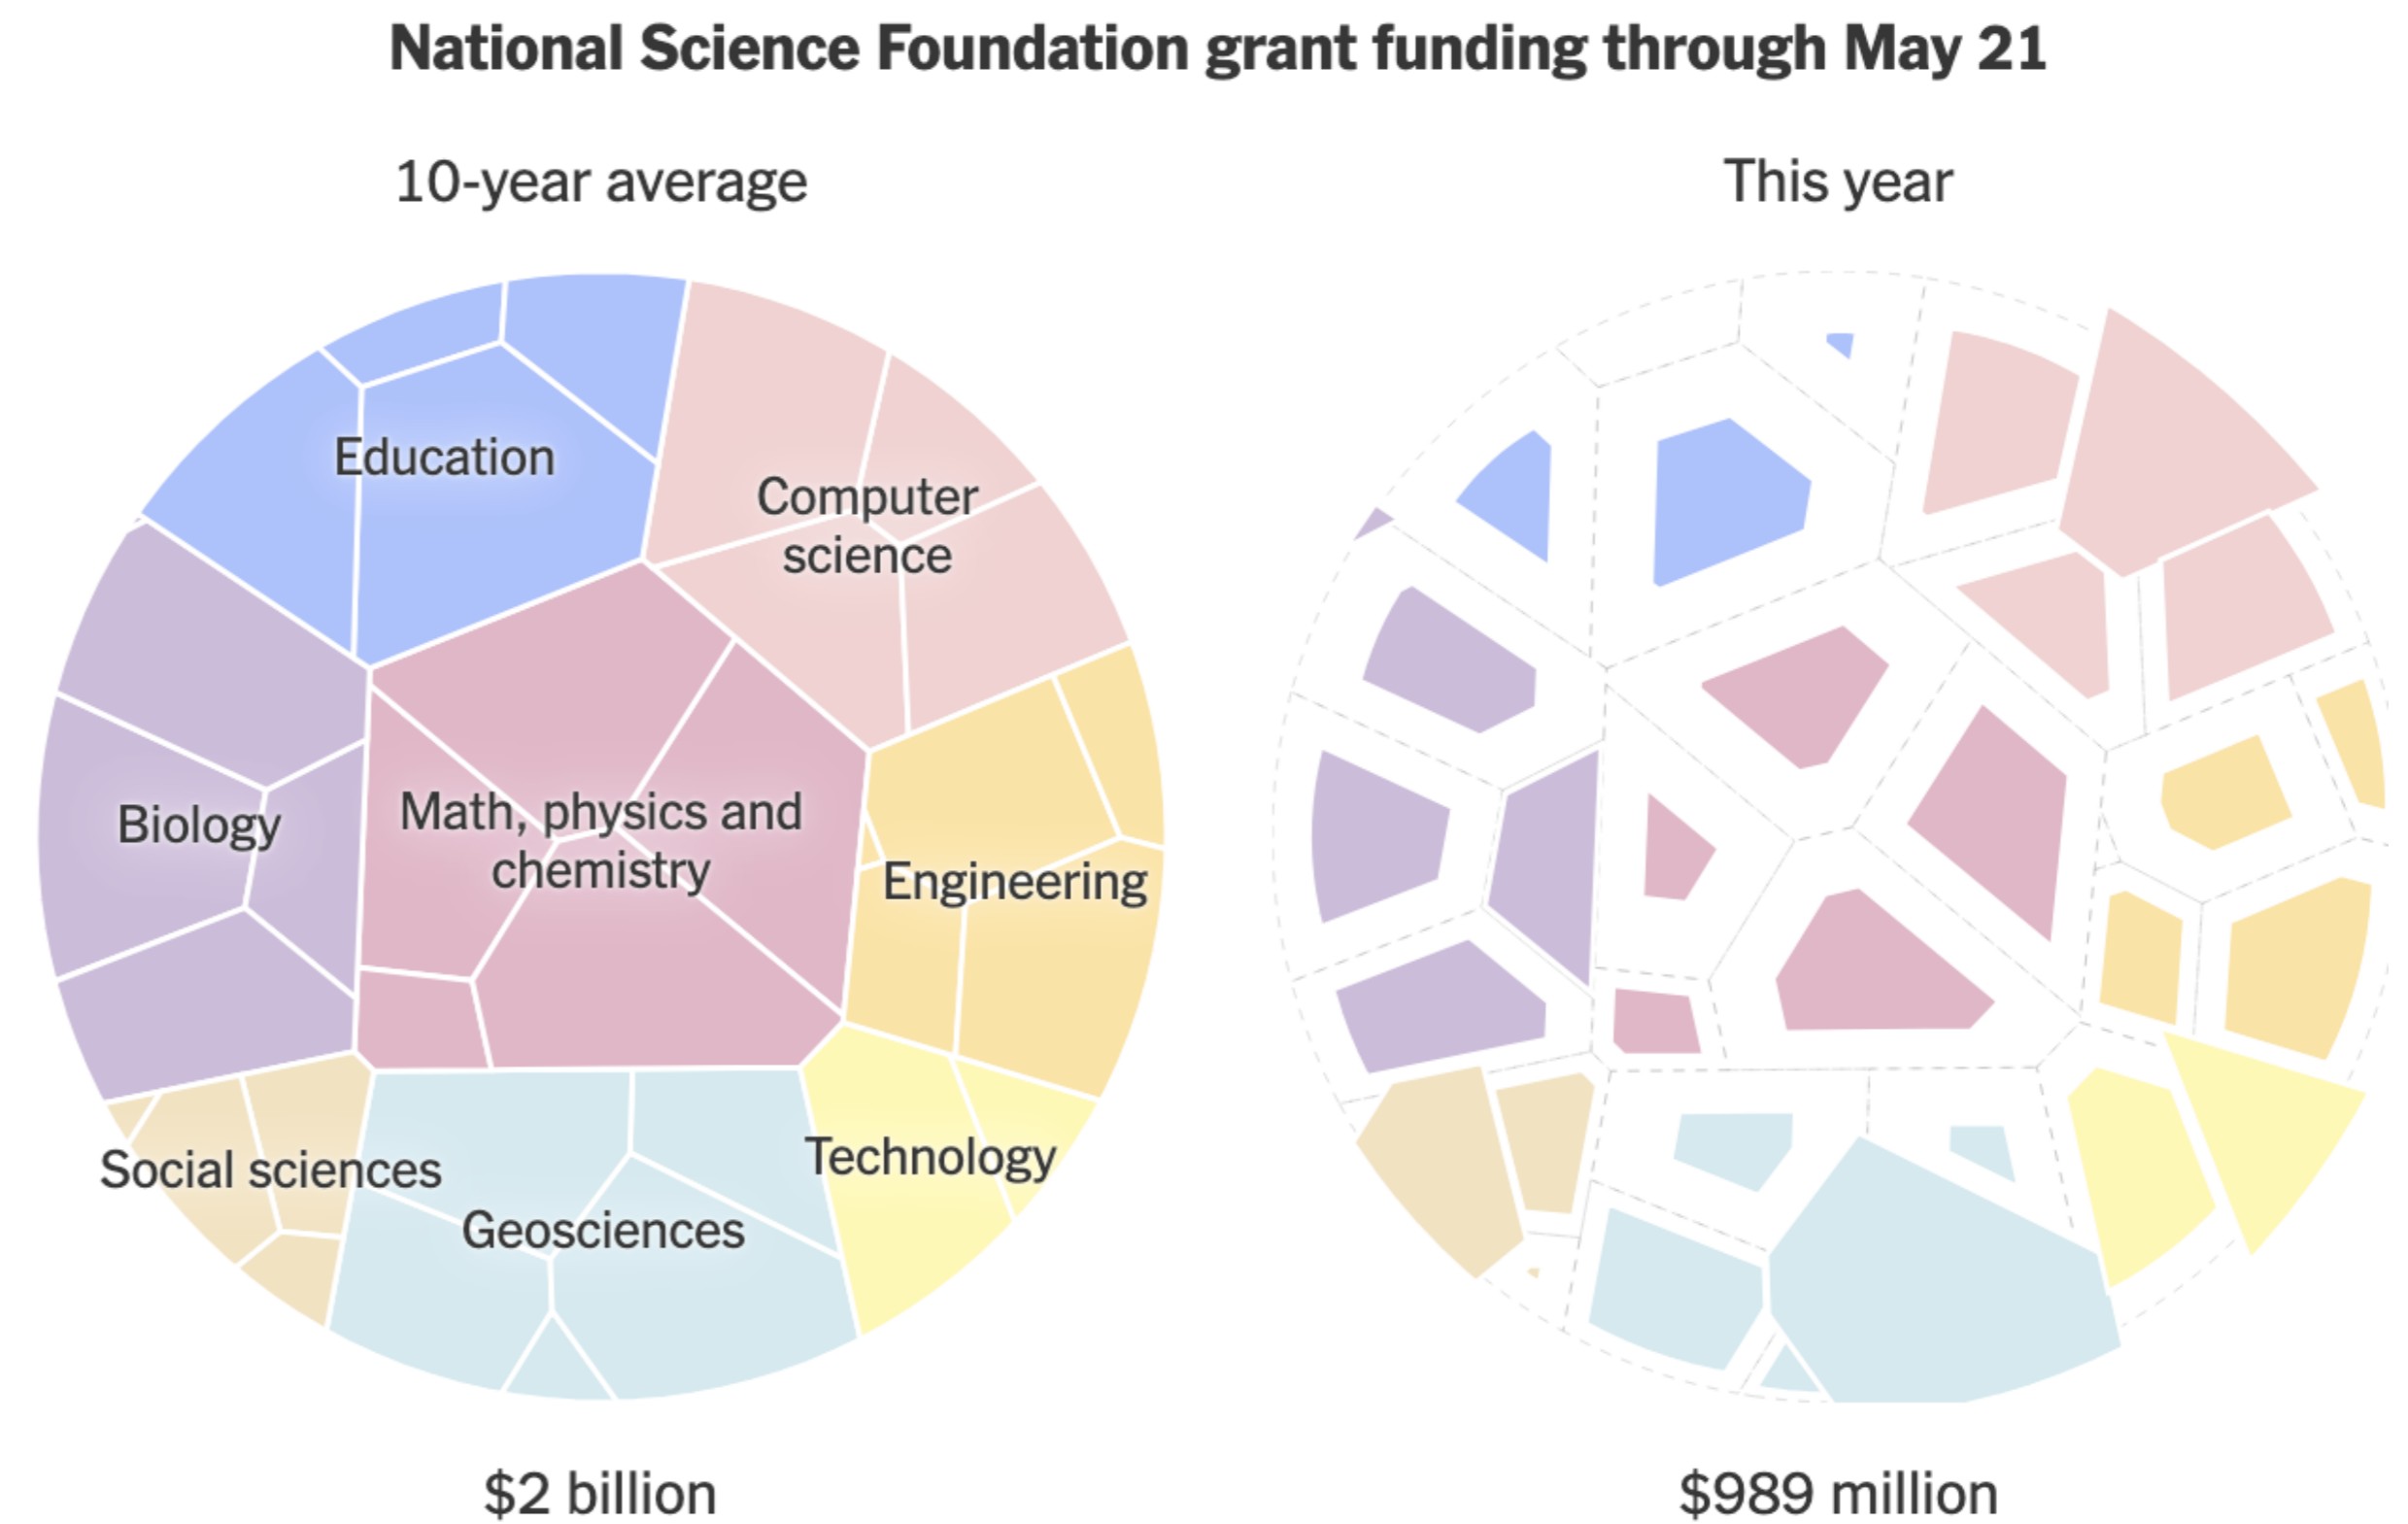 National Science Foundation grant funding through May 21
10-year average
This year
Education
Computer
science
Biology
Math, physics and
chemistry
Engineering
Social sciences
Geosciences
Technology
$2 billion
$989 million